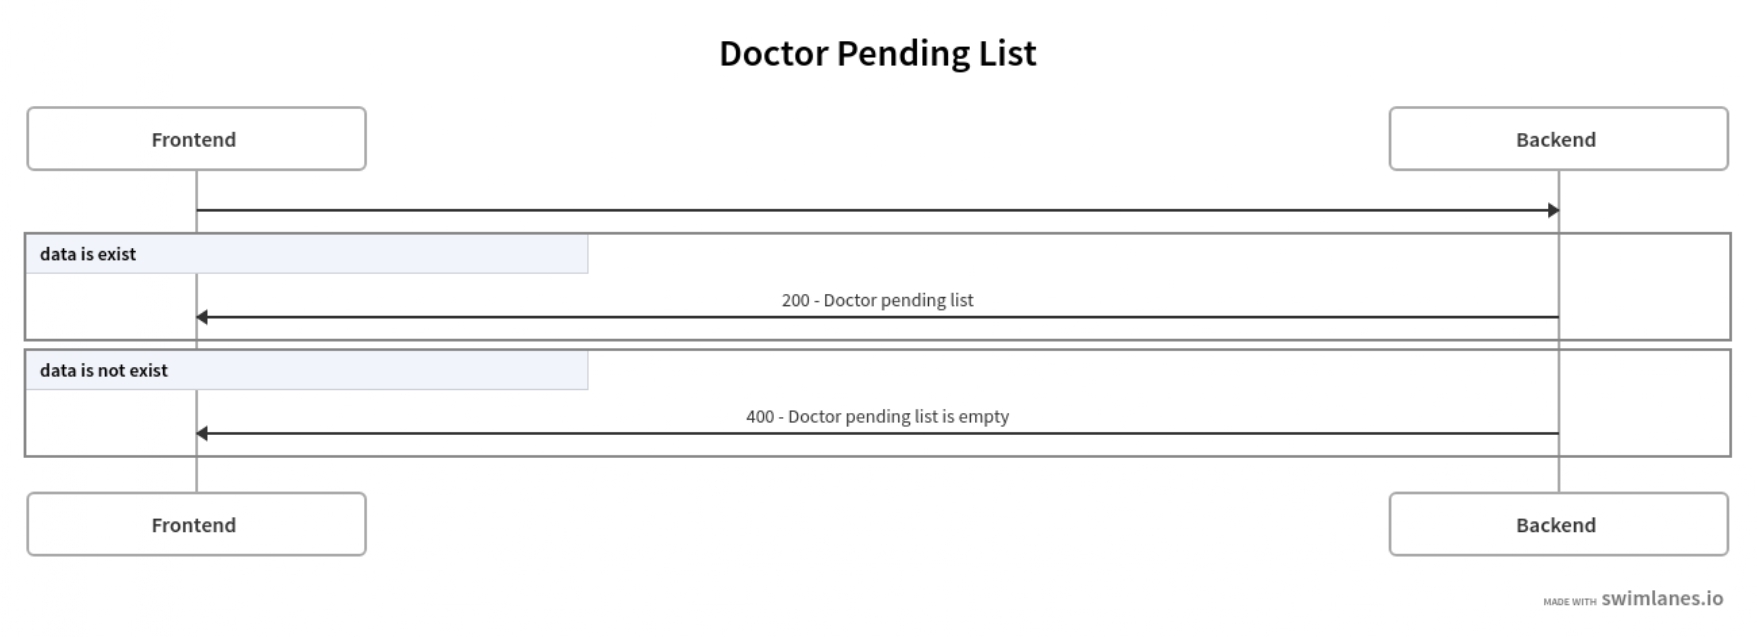 Doctor Pending List
Frontend
Backend
data is exist
200 - Doctor pending list
data is not exist
400 - Doctor pending list is empty
Frontend
Backend
MADE WITH swimlanes.io